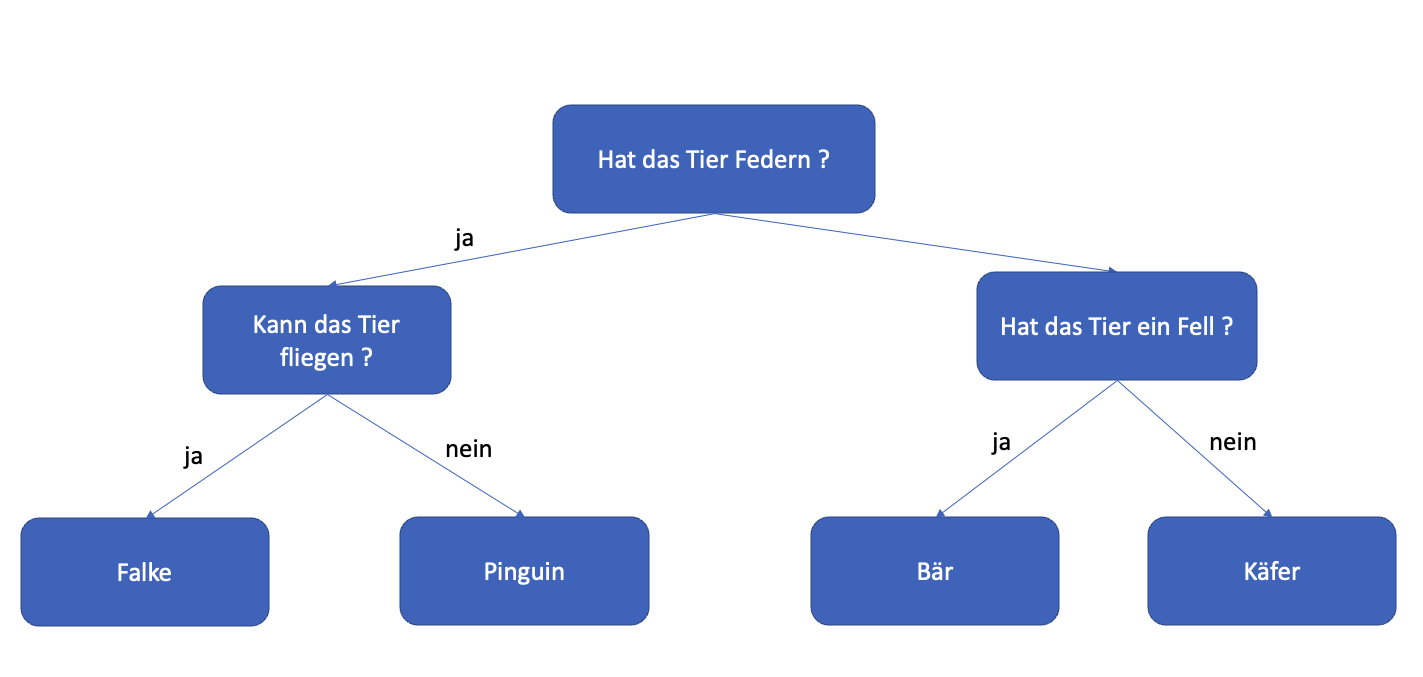 Hat das Tier Federn ?
ja
Kann das Tier
fliegen ?
Hat das Tier ein Fell ?
ja
nein
ja
nein
Falke
Pinguin
Bär
Käfer